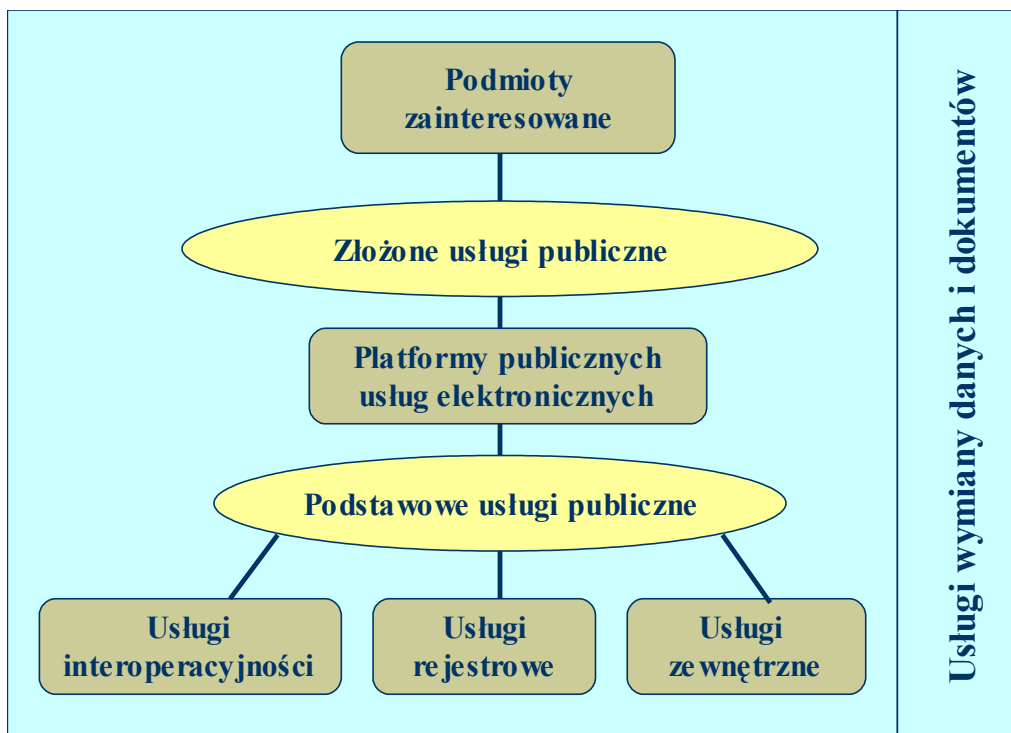 Podmioty
zainteresowane
Złożone usługi publiczne
Platformy publicznych
usług elektronicznych
Podstawowe usługi publiczne
Usługi
interoperacyjności
Usługi
rejestrowe
Usługi
zewnętrzne
Usługi wymiany danych i dokumentów